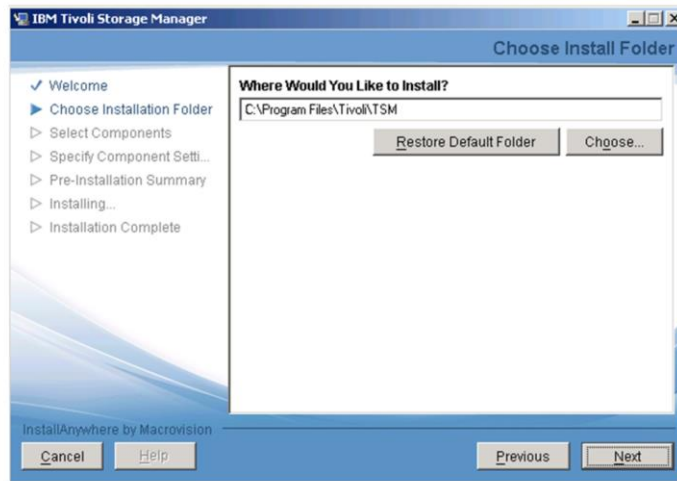 IBM Tivoli Storage Manager
Choose Install Folder
Welcome
Choose Installation Folder
Select Components
Specify Component Setti...
Pre-Installation Summary
Installing...
Installation Complete
Where Would You Like to Install?
C:\Program Files\Tivoli\TSM
Restore Default Folder
Choose...
InstallAnywhere by Macrovision
Cancel
Help
Previous
Next